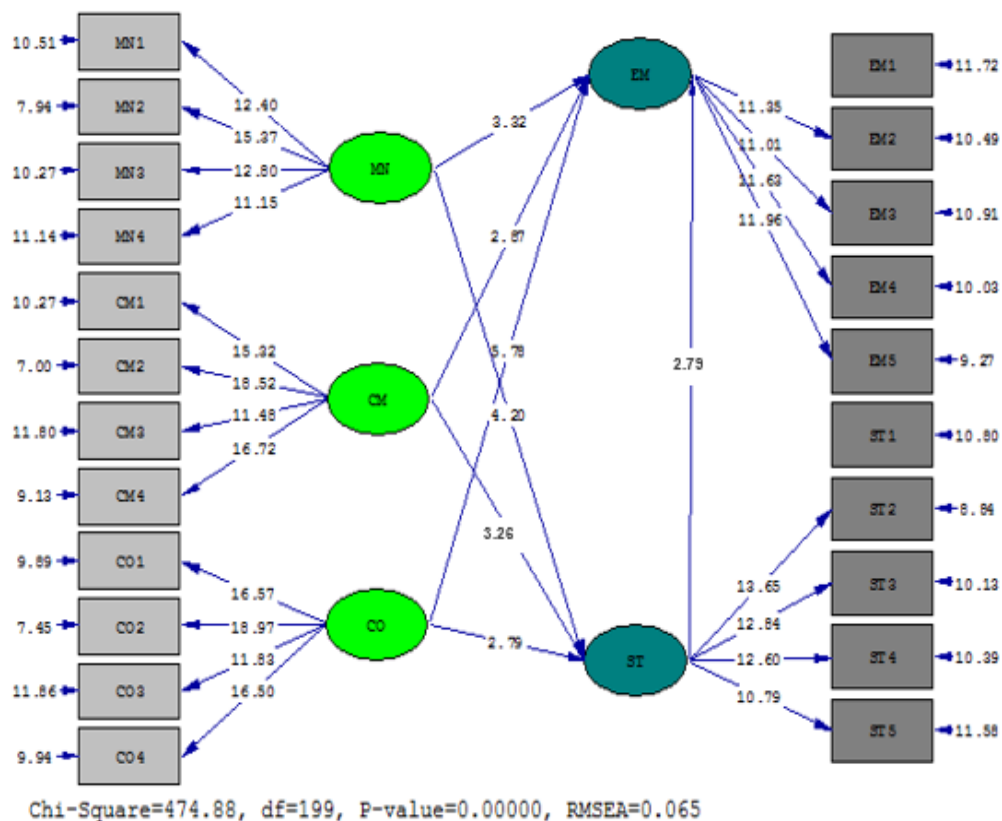 10.51 MN1
7.94 MN2
10.27 MN3
11.14 MN4
10.27 CM1
7.00 CM2
11.80 CM3
9.13 CM4
9.89 CO1
7.45 CO2
11.86 CO3
9.94 CO4
12.40
15.37
12.80
11.15
15.32
18.52
11.48
16.72
16.57
18.97
11.83
16.50
MN
CM
CO
3.32
2.87
5.78
4.20
3.26
2.79
EM
ST
2.79
11.35
11.01
11.63
11.96
13.65
12.84
12.60
10.79
EM1 11.72
EM2 10.49
EM3 10.91
EM4 10.03
EM5 9.27
ST1 10.80
ST2 8.84
ST3 10.13
ST4 10.39
ST5 11.58
Chi-Square=474.88, df=199, P-value=0.00000, RMSEA=0.065